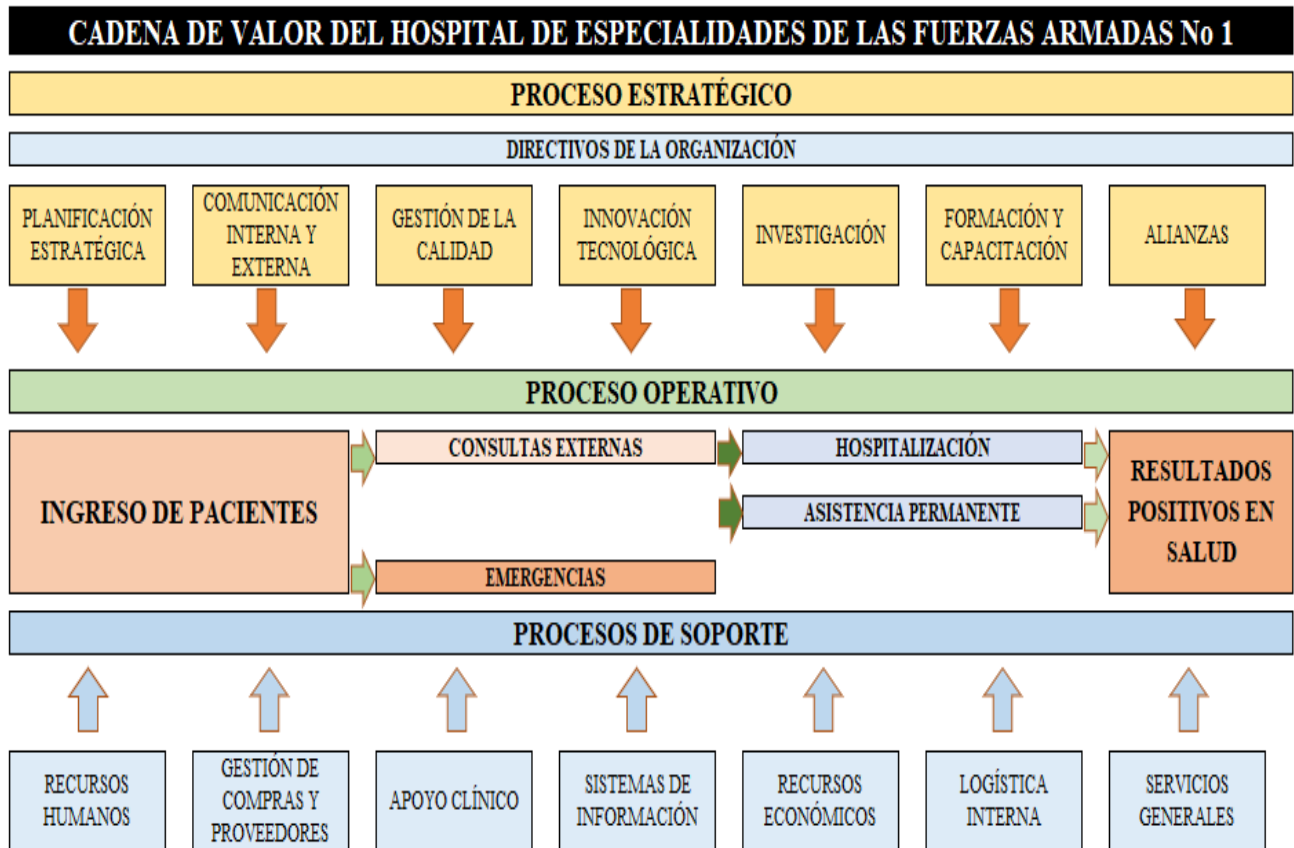 CADENA DE VALOR DEL HOSPITAL DE ESPECIALIDADES DE LAS FUERZAS ARMADAS No 1
PROCESO ESTRATÉGICO
DIRECTIVOS DE LA ORGANIZACIÓN
PLANIFICACIÓN
ESTRATÉGICA
COMUNICACIÓN
INTERNA Y
EXTERNA
GESTIÓN DE LA
CALIDAD
INNOVACIÓN
TECNOLÓGICA
INVESTIGACIÓN
FORMACIÓN Y
CAPACITACIÓN
ALIANZAS
PROCESO OPERATIVO
INGRESO DE PACIENTES
CONSULTAS EXTERNAS
EMERGENCIAS
HOSPITALIZACIÓN
ASISTENCIA PERMANENTE
RESULTADOS
POSITIVOS EN
SALUD
PROCESOS DE SOPORTE
RECURSOS
HUMANOS
GESTIÓN DE
COMPRAS Y
PROVEEDORES
APOYO CLÍNICO
SISTEMAS DE
INFORMACIÓN
RECURSOS
ECONÓMICOS
LOGÍSTICA
INTERNA
SERVICIOS
GENERALES